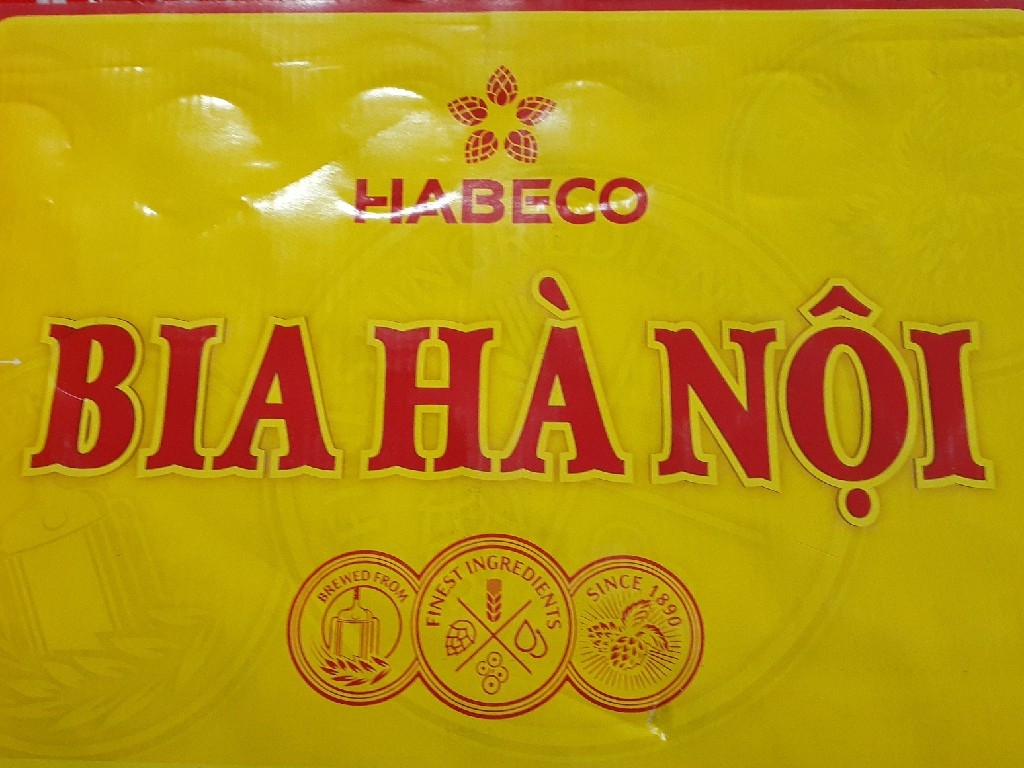 HABECO
BIA HÀ NỘI
BREWED FROM
FINEST INGREDIENTS
SINCE 1890